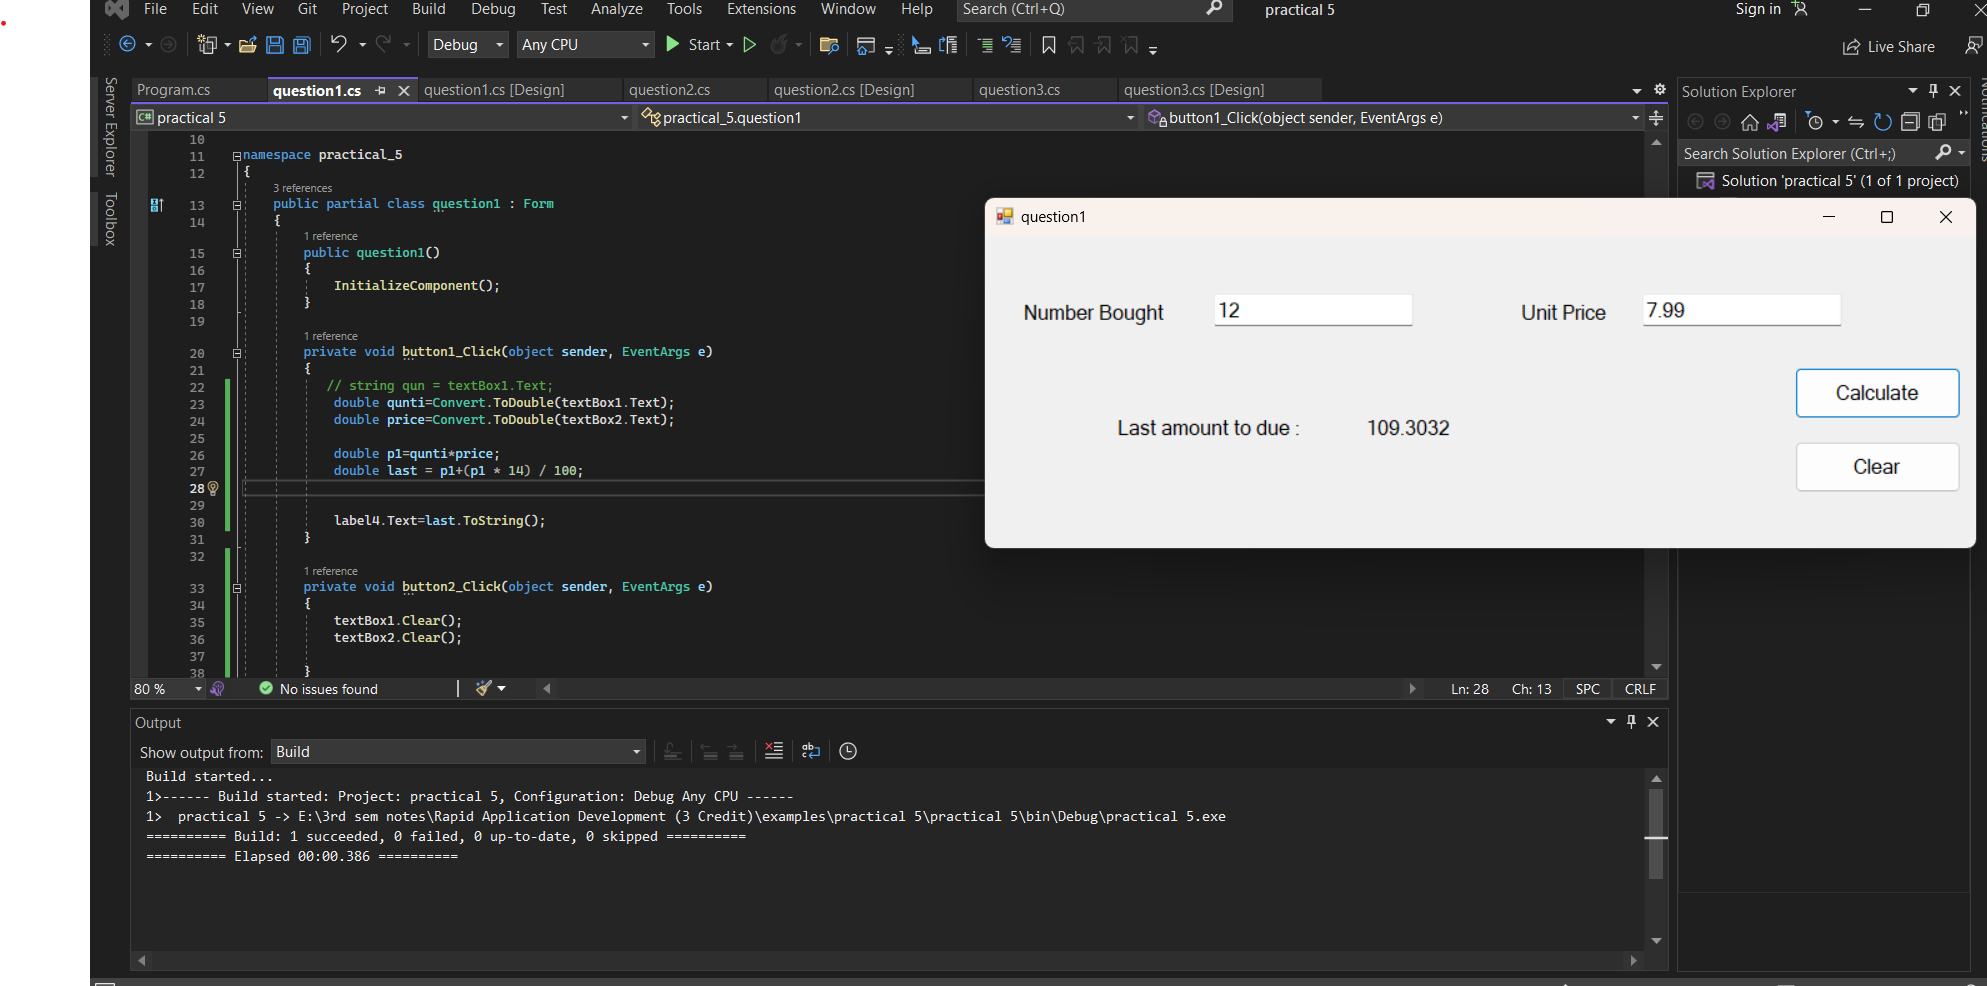 File Edit View Git Project Build Debug Test Analyze Tools Extensions Window Help Search (Ctrl+Q) practical 5 Sign in
Debug Any CPU Start Live Share
Server Explorer
Toolbox
Program.cs question1.cs question1.cs [Design] question2.cs question2.cs [Design] question3.cs question3.cs [Design]
C# practical 5 practical_5.question1 button1_Click(object sender, EventArgs e)
10
11 namespace practical_5
12 {
3 references
13 public partial class question1 : Form
14 {
1 reference
15 public question1()
16 {
17 InitializeComponent();
18 }
19
1 reference
20 private void button1_Click(object sender, EventArgs e)
21 {
22 // string qun = textBox1.Text;
23 double qunti=Convert.ToDouble(textBox1.Text);
24 double price=Convert.ToDouble(textBox2.Text);
25
26 double p1=qunti*price;
27 double last = p1+(p1 * 14) / 100;
28
29
30 label4.Text=last.ToString();
31 }
32
1 reference
33 private void button2_Click(object sender, EventArgs e)
34 {
35 textBox1.Clear();
36 textBox2.Clear();
37
38 }
80 % No issues found Ln: 28 Ch: 13 SPC CRLF
Output
Show output from: Build
Build started...
1>------ Build started: Project: practical 5, Configuration: Debug Any CPU ------
1> practical 5 -> E:\3rd sem notes\Rapid Application Development (3 Credit)\examples\practical 5\practical 5\bin\Debug\practical 5.exe
========== Build: 1 succeeded, 0 failed, 0 up-to-date, 0 skipped ==========
========== Elapsed 00:00.386 ==========
Solution Explorer
Search Solution Explorer (Ctrl+;)
Solution 'practical 5' (1 of 1 project)
question1
Number Bought 12 Unit Price 7.99
Calculate
Last amount to due : 109.3032
Clear